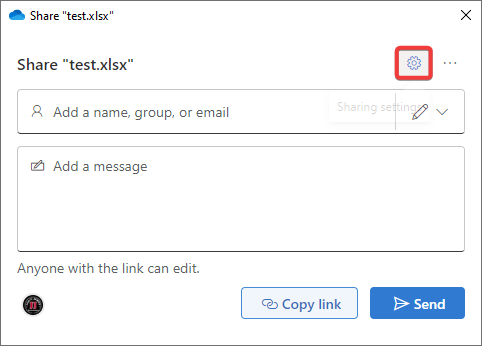 Share "test.xlsx"
Share "test.xlsx"
Add a name, group, or email
Sharing settings
Add a message
Anyone with the link can edit.
Copy link
Send